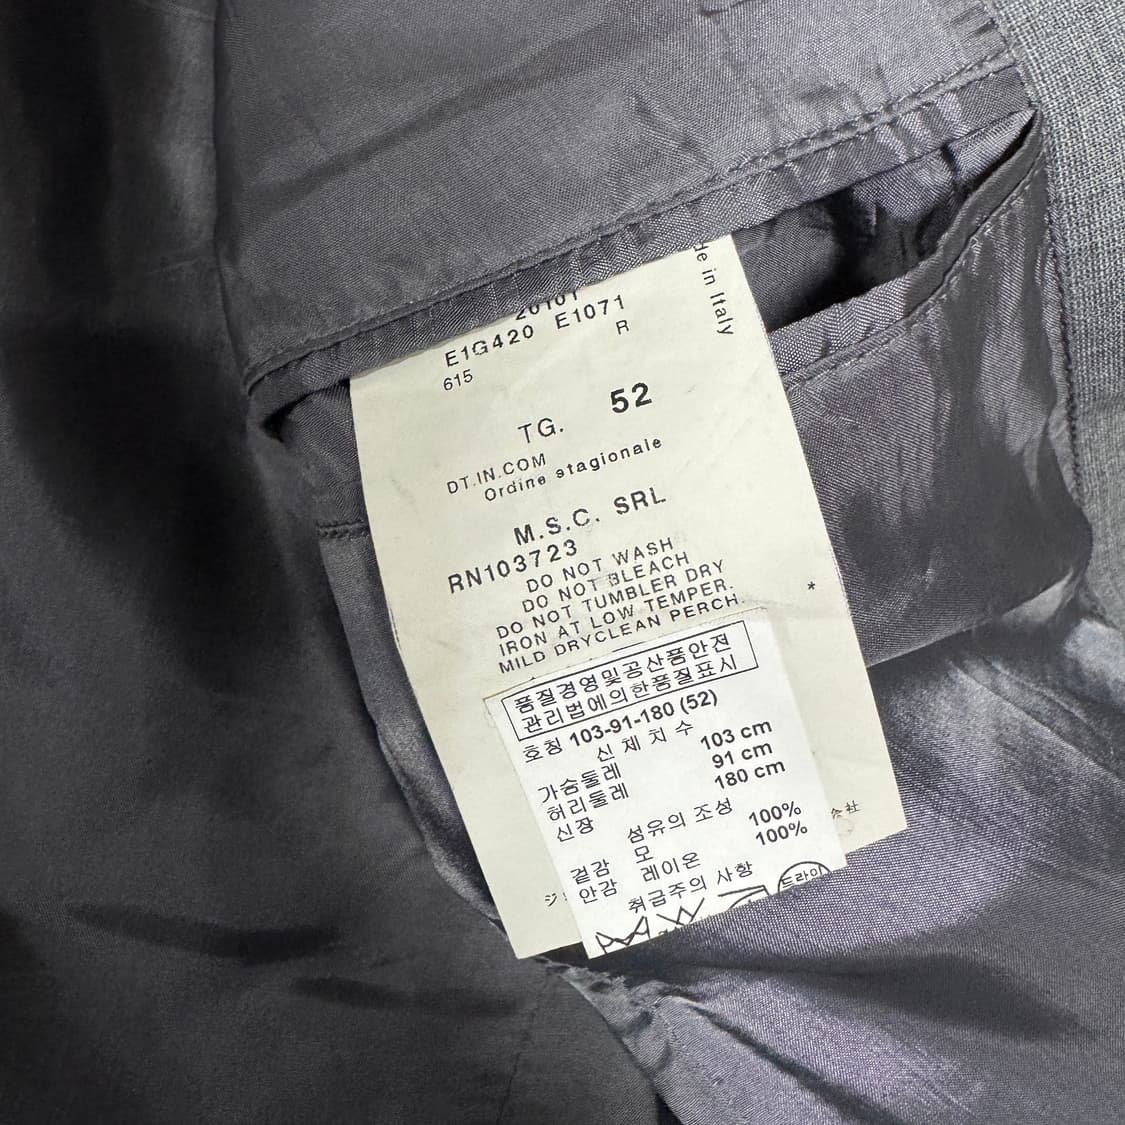 20101
E1G420 E1071
615 R
de in Italy
TG. 52
DT.IN.COM
Ordine stagionale
M.S.C. SRL
RN103723
DO NOT WASH
DO NOT BLEACH
DO NOT TUMBLER DRY
IRON AT LOW TEMPER.
MILD DRYCLEAN PERCH.
*
품질경영및공산품안전
관리법에의한품질표시
호칭 103-91-180 (52)
신 체 치 수
가슴둘레 103 cm
허리둘레 91 cm
신장 180 cm
섬유의 조성
겉감 모 100%
안감 레이온 100%
취급주의 사항
드라이
ジ
会社